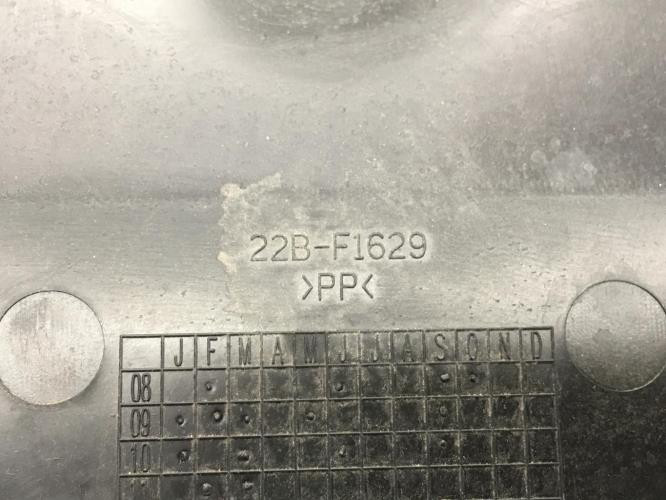 22B-F1629
>PP<
J F M A M J J A S O N D
08
09
10